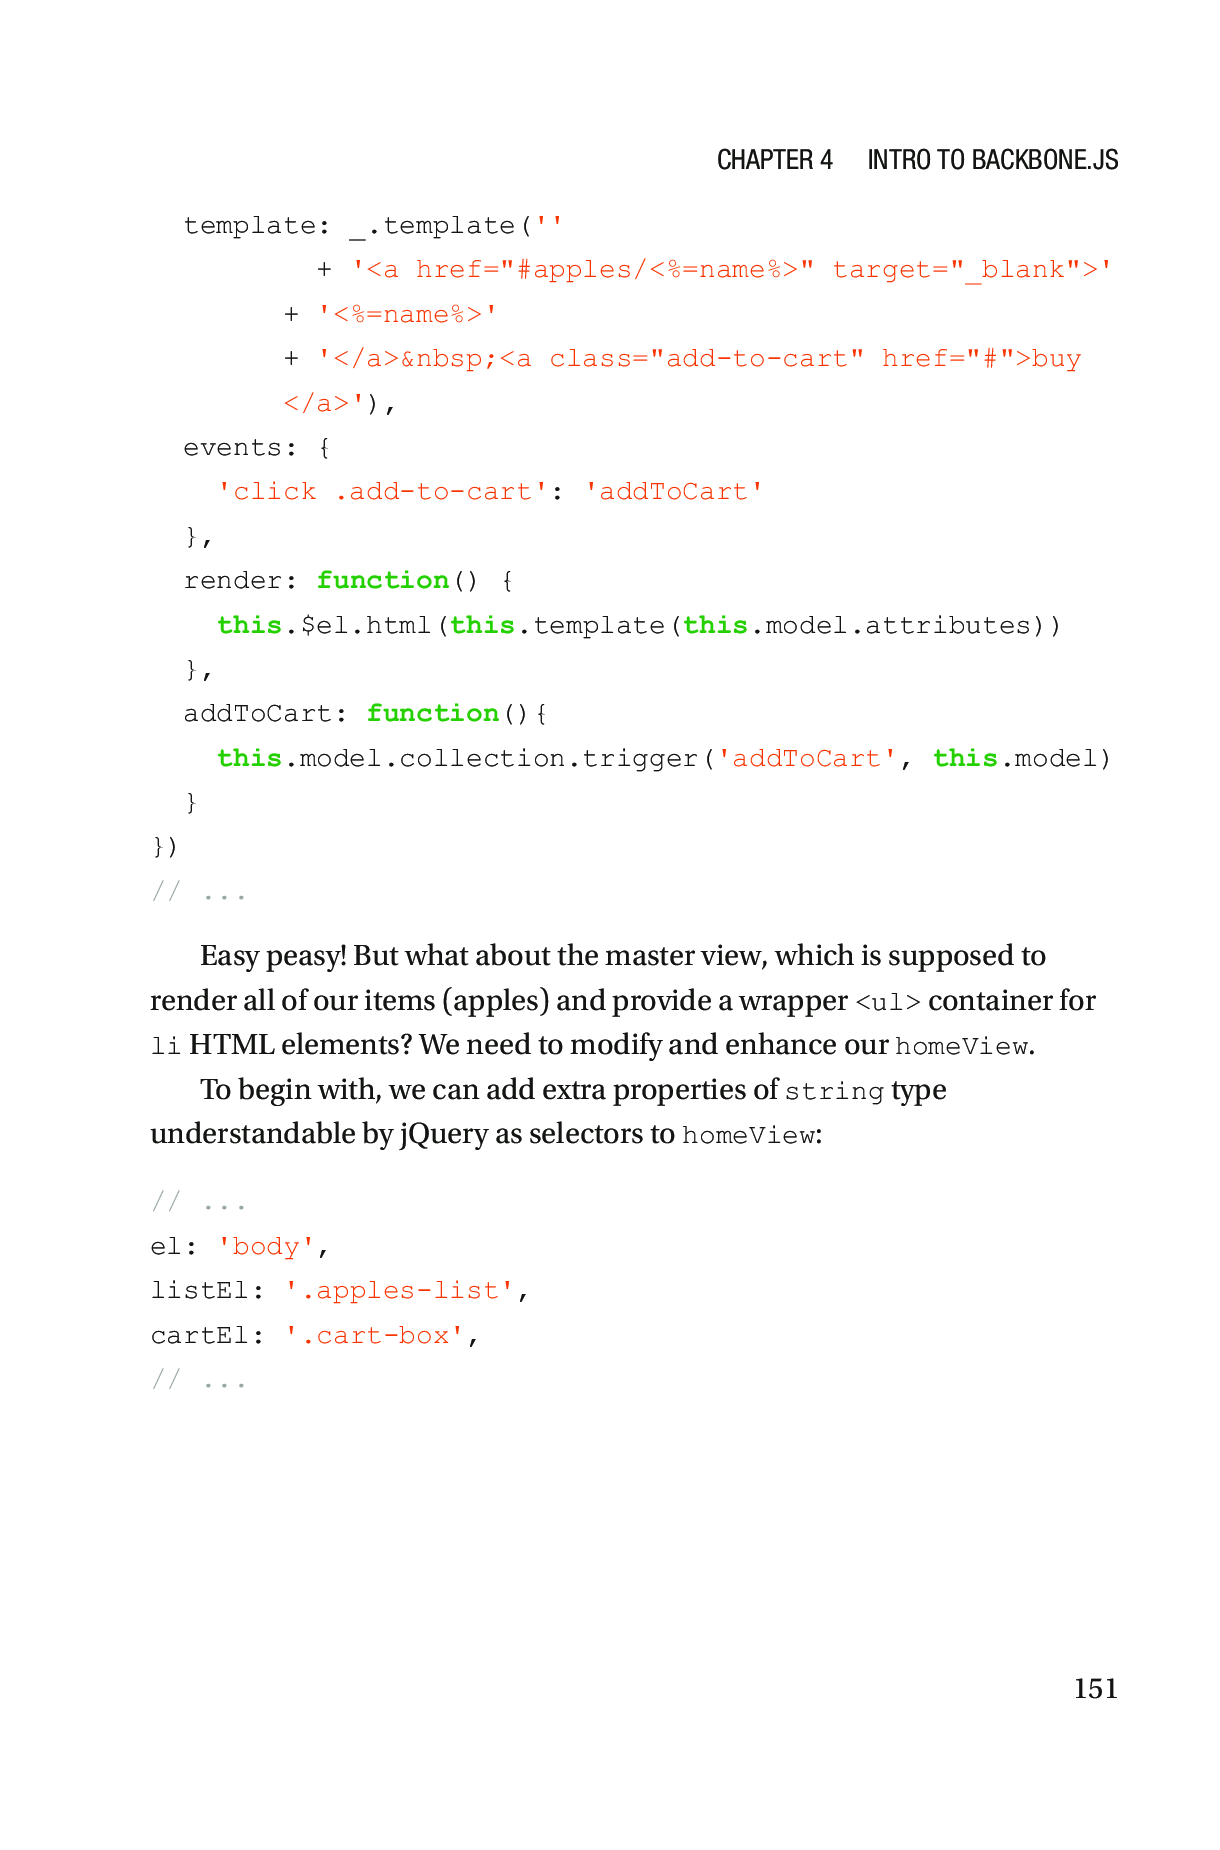 CHAPTER 4 INTRO TO BACKBONE.JS
template: _.template(''
+ '<a href="#apples/<%=name%>" target="_blank">'
+ '<%=name%>'
+ '</a>&nbsp;<a class="add-to-cart" href="#">buy
</a>'),
events: {
'click .add-to-cart': 'addToCart'
},
render: function() {
this.$el.html(this.template(this.model.attributes))
},
addToCart: function(){
this.model.collection.trigger('addToCart', this.model)
}
})
// ...
Easy peasy! But what about the master view, which is supposed to
render all of our items (apples) and provide a wrapper <ul> container for
li HTML elements? We need to modify and enhance our homeView.
To begin with, we can add extra properties of string type
understandable by jQuery as selectors to homeView:
// ...
el: 'body',
listEl: '.apples-list',
cartEl: '.cart-box',
// ...
151